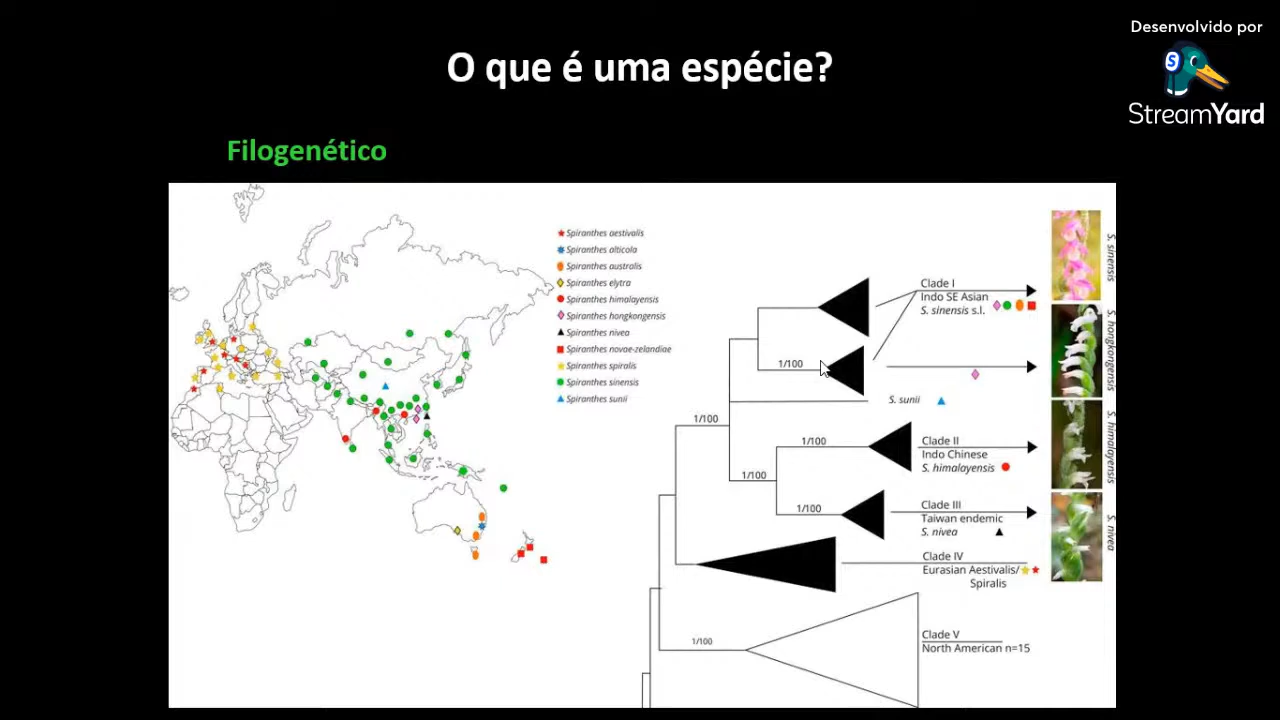 Desenvolvido por
StreamYard
O que é uma espécie?
Filogenético
Spiranthes aestivalis
Spiranthes alticola
Spiranthes australis
Spiranthes elytra
Spiranthes himalayensis
Spiranthes hongkongensis
Spiranthes nivea
Spiranthes novae-zelandiae
Spiranthes spiralis
Spiranthes sinensis
Spiranthes sunii
Clade I
Indo SE Asian
S. sinensis s.l.
1/100
S. sunii
1/100
1/100
Clade II
Indo Chinese
S. himalayensis
1/100
1/100
Clade III
Taiwan endemic
S. nivea
Clade IV
Eurasian Aestivalis/
Spiralis
1/100
Clade V
North American n=15
S. sinensis
S. hongkongensis
S. himalayensis
S. nivea